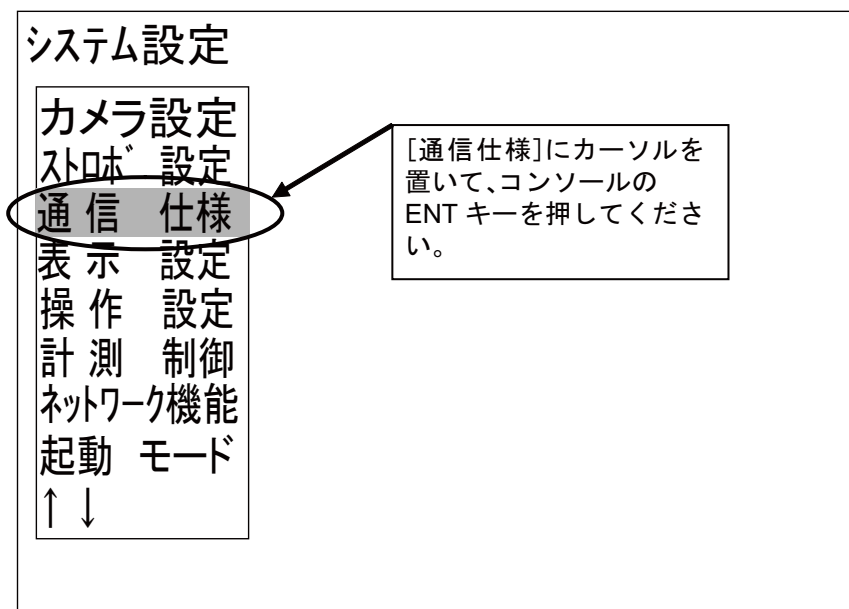 システム設定
カメラ設定
ストロボ 設定
通 信 仕様
表 示 設定
操 作 設定
計 測 制御
ネットワーク機能
起動 モード
↑ ↓
[通信仕様]にカーソルを
置いて、コンソールの
ENT キーを押してくださ
い。